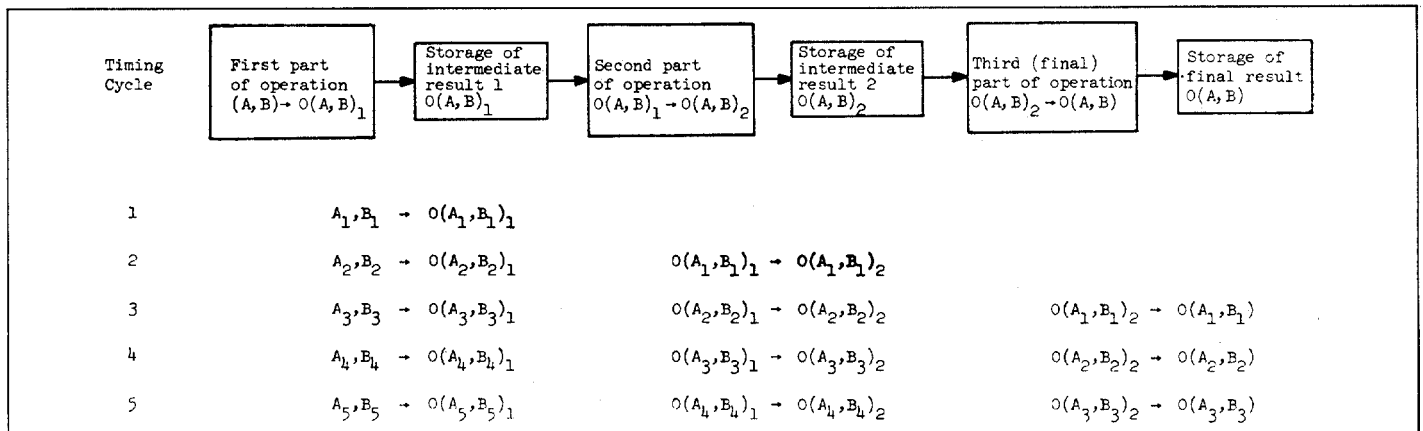 Timing
Cycle
First part
of operation
(A,B)→ O(A,B)₁
Storage of
intermediate
result 1
O(A,B)₁
Second part
of operation
O(A,B)₁→O(A,B)₂
Storage of
intermediate
result 2
O(A,B)₂
Third (final)
part of operation
O(A,B)₂→O(A,B)
Storage of
final result
O(A,B)
1 A₁,B₁ → O(A₁,B₁)₁
2 A₂,B₂ → O(A₂,B₂)₁ O(A₁,B₁)₁ → O(A₁,B₁)₂
3 A₃,B₃ → O(A₃,B₃)₁ O(A₂,B₂)₁ → O(A₂,B₂)₂ O(A₁,B₁)₂ → O(A₁,B₁)
4 A₄,B₄ → O(A₄,B₄)₁ O(A₃,B₃)₁ → O(A₃,B₃)₂ O(A₂,B₂)₂ → O(A₂,B₂)
5 A₅,B₅ → O(A₅,B₅)₁ O(A₄,B₄)₁ → O(A₄,B₄)₂ O(A₃,B₃)₂ → O(A₃,B₃)